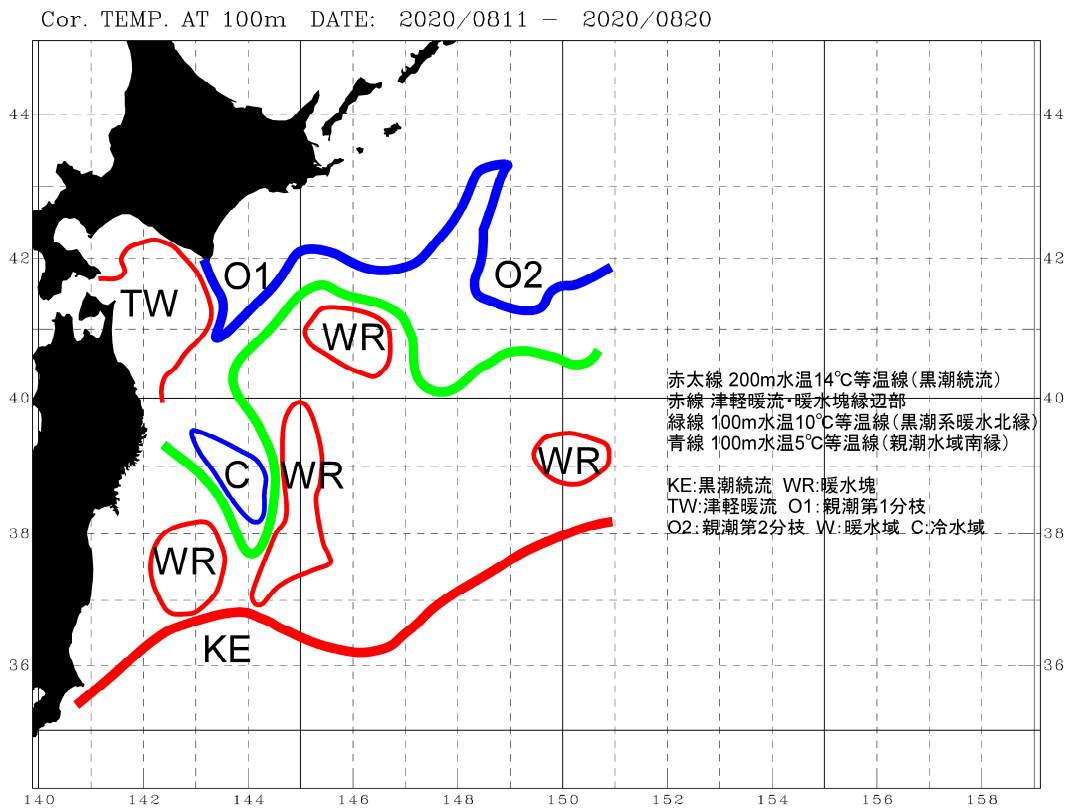 Cor. TEMP. AT 100m DATE: 2020/0811 － 2020/0820
44 44
42 42
O1
O2
TW
WR
赤太線 200m水温14℃等温線(黒潮続流)
40 赤線 津軽暖流・暖水塊縁辺部 40
緑線 100m水温10℃等温線(黒潮系暖水北縁)
青線 100m水温5℃等温線(親潮水域南縁)
WR
C
WR
KE:黒潮続流 WR:暖水塊
TW:津軽暖流 O1:親潮第1分枝
O2:親潮第2分枝 W:暖水域 C:冷水域
38 38
WR
KE
36 36
140 142 144 146 148 150 152 154 156 158